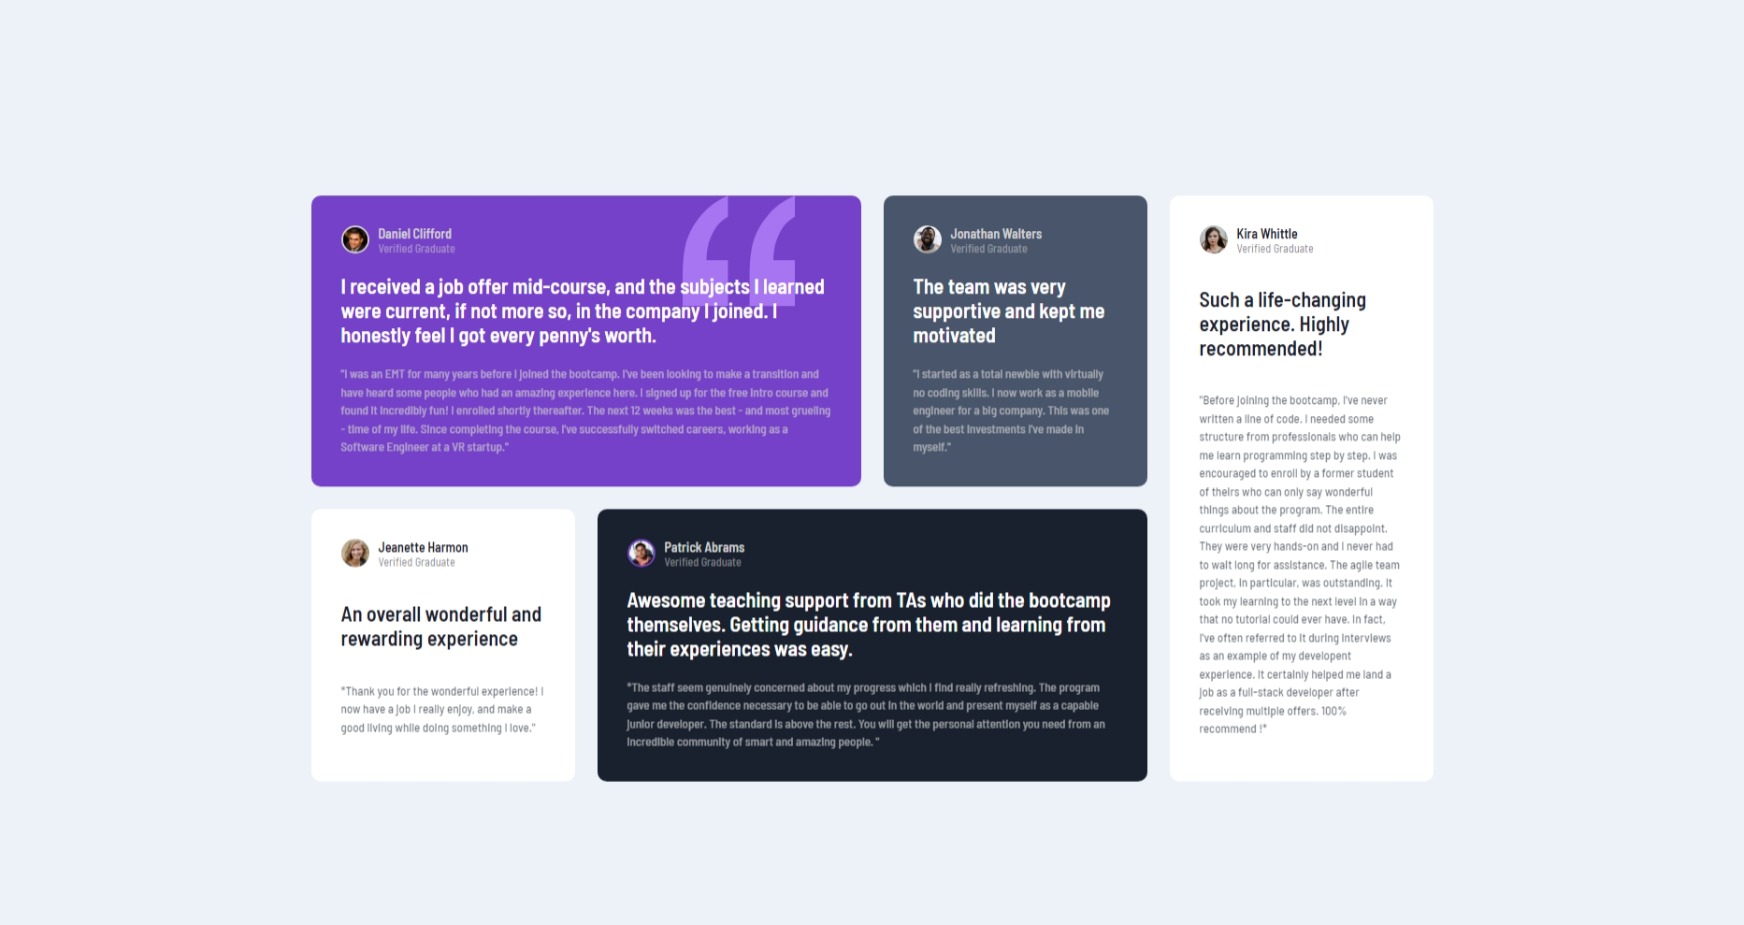 Daniel Clifford
Verified Graduate
I received a job offer mid-course, and the subjects I learned
were current, if not more so, in the company I joined. I
honestly feel I got every penny's worth.
"I was an EMT for many years before I joined the bootcamp. I've been looking to make a transition and
have heard some people who had an amazing experience here. I signed up for the free intro course and
found it incredibly fun! I enrolled shortly thereafter. The next 12 weeks was the best - and most grueling
- time of my life. Since completing the course, I've successfully switched careers, working as a
Software Engineer at a VR startup."
Jonathan Walters
Verified Graduate
The team was very
supportive and kept me
motivated
"I started as a total newbie with virtually
no coding skills. I now work as a mobile
engineer for a big company. This was one
of the best investments I've made in
myself."
Kira Whittle
Verified Graduate
Such a life-changing
experience. Highly
recommended!
"Before joining the bootcamp, I've never
written a line of code. I needed some
structure from professionals who can help
me learn programming step by step. I was
encouraged to enroll by a former student
of theirs who can only say wonderful
things about the program. The entire
curriculum and staff did not disappoint.
They were very hands-on and I never had
to wait long for assistance. The agile team
project, in particular, was outstanding. It
took my learning to the next level in a way
that no tutorial could ever have. In fact,
I've often referred to it during interviews
as an example of my developent
experience. It certainly helped me land a
job as a full-stack developer after
receiving multiple offers. 100%
recommend !"
Jeanette Harmon
Verified Graduate
An overall wonderful and
rewarding experience
"Thank you for the wonderful experience! I
now have a job I really enjoy, and make a
good living while doing something I love."
Patrick Abrams
Verified Graduate
Awesome teaching support from TAs who did the bootcamp
themselves. Getting guidance from them and learning from
their experiences was easy.
"The staff seem genuinely concerned about my progress which I find really refreshing. The program
gave me the confidence necessary to be able to go out in the world and present myself as a capable
junior developer. The standard is above the rest. You will get the personal attention you need from an
incredible community of smart and amazing people. "